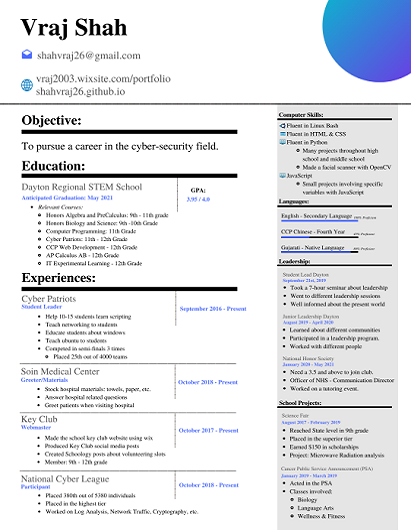 Vraj Shah
shahvraj26@gmail.com
vraj2003.wixsite.com/portfolio
shahvraj26.github.io
Objective:
To pursue a career in the cyber-security field.
Education:
Dayton Regional STEM School
Anticipated Graduation: May 2021
GPA:
3.95 / 4.0
Relevant Courses:
Honors Algebra and PreCalculus: 9th - 11th grade
Honors Biology and Science: 9th -10th Grade
Computer Programming: 11th Grade
Cyber Patriots: 11th - 12th Grade
CCP Web Development - 12th Grade
AP Calculus AB - 12th Grade
IT Experimental Learning - 12th Grade
Experiences:
Cyber Patriots
Student Leader
September 2016 - Present
Help 10-15 students learn scripting
Teach networking to students
Educate students about windows
Teach ubuntu to students
Competed in semi-finals 3 times
Placed 25th out of 4000 teams
Soin Medical Center
Greeter/Materials
October 2018 - Present
Stock hospital materials: towels, paper, etc.
Answer hospital related questions
Greet patients when visiting hospital
Key Club
Webmaster
October 2017 - Present
Made the school key club website using wix
Produced Key Club social media posts
Created Schoology posts about volunteering slots
Member: 9th - 12th grade
National Cyber League
Participant
October 2018 - Present
Placed 380th out of 5380 individuals
Placed in the highest tier
Worked on Log Analysis, Network Traffic, Cryptography, etc.
Computer Skills:
Fluent in Linux Bash
Fluent in HTML & CSS
Fluent in Python
Many projects throughout high
school and middle school
Made a facial scanner with OpenCV
JavaScript
Small projects involving specific
variables with JavaScript
Languages:
English - Secondary Language
CCP Chinese - Fourth Year
Gujarati - Native Language
Leadership:
Student Lead Dayton
September 21st, 2019
Took a 7-hour seminar about leadership
Went to different leadership sessions
Well informed about the present world
Junior Leadership Dayton
August 2019 - April 2020
Learned about different communities
Participated in a leadership program.
Worked with different people
National Honor Society
January 2020 - May 2021
Need a 3.5 and above to join club.
Officer of NHS - Communication Director
Worked on a tutoring event.
School Projects:
Science Fair
August 2017 - February 2019
Reached State level in 9th grade
Placed in the superior tier
Earned $150 in scholarships
Project: Microwave Radiation analysis
Cancer Public Service Announcement (PSA)
January 2019 - March 2019
Acted in the PSA
Classes involved:
Biology
Language Arts
Wellness & Fitness